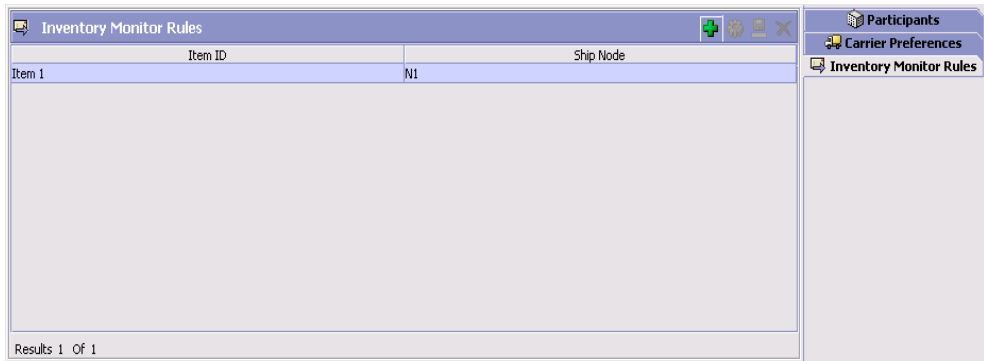 Inventory Monitor Rules
Item ID Ship Node
Item 1 N1
Results 1 Of 1
Participants
Carrier Preferences
Inventory Monitor Rules